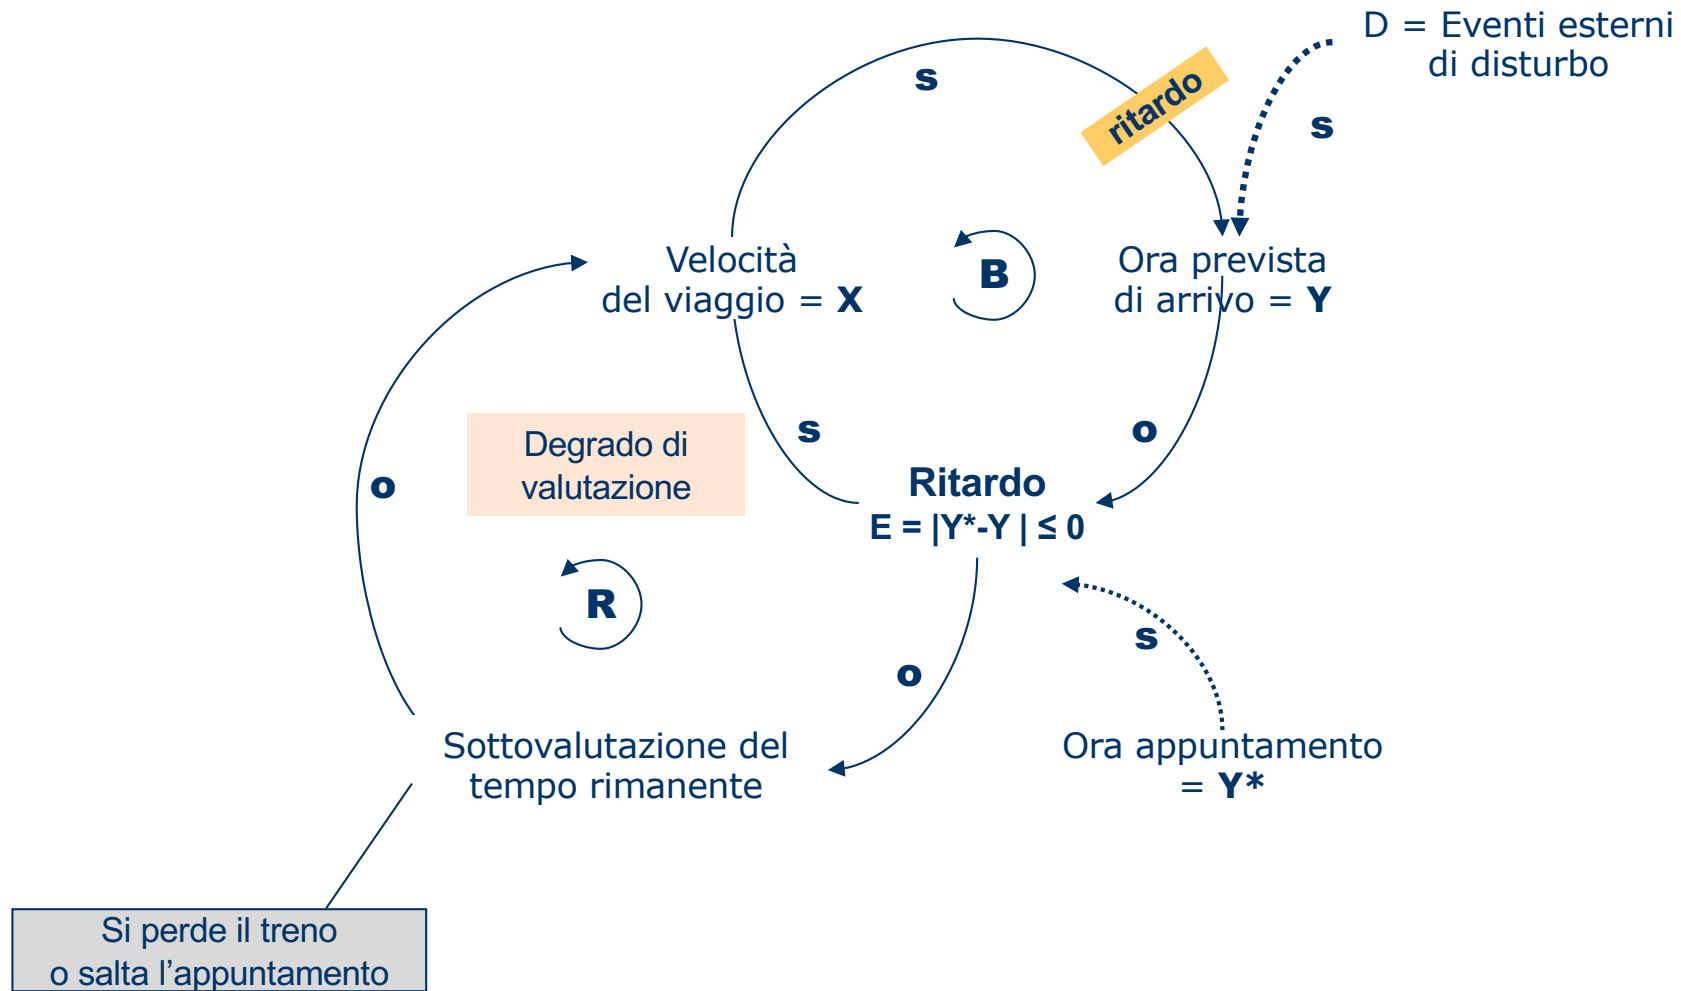 D = Eventi esterni
di disturbo
s
ritardo
s
Velocità
del viaggio = X
B
Ora prevista
di arrivo = Y
s
o
Degrado di
valutazione
o
Ritardo
E = |Y*-Y | ≤ 0
R
s
o
Sottovalutazione del
tempo rimanente
Ora appuntamento
= Y*
Si perde il treno
o salta l’appuntamento